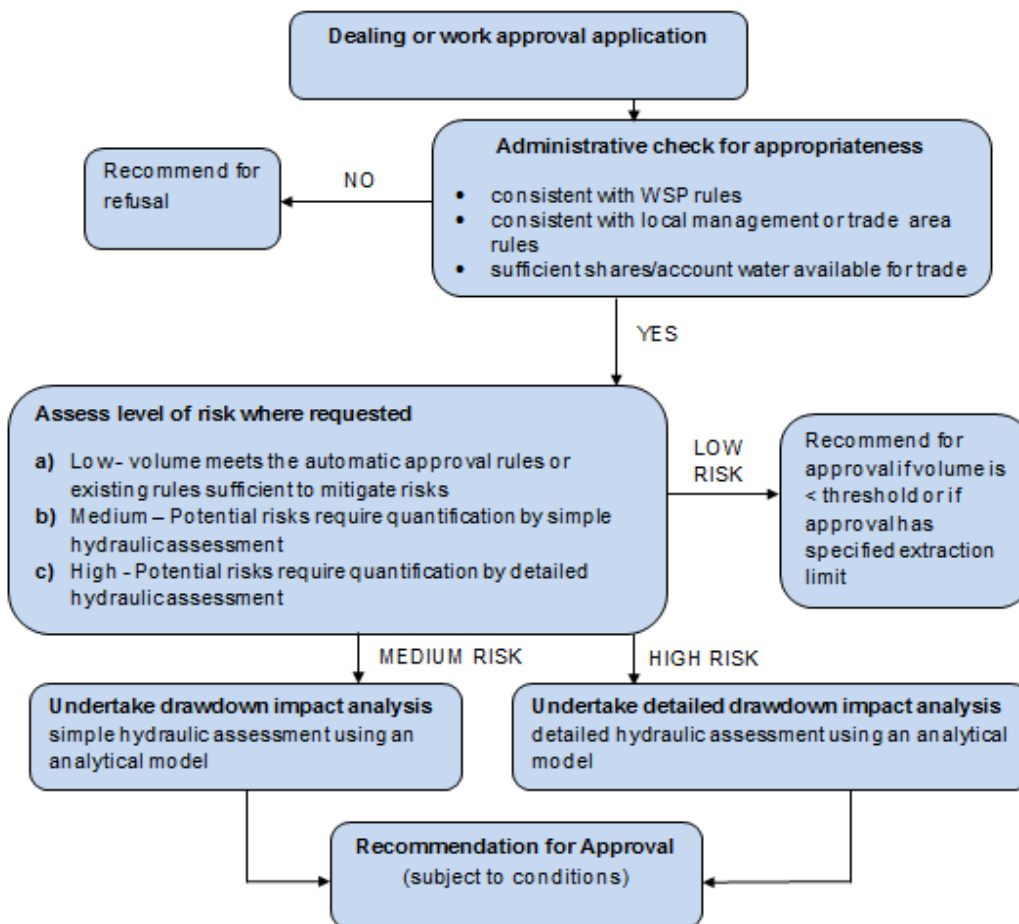 Dealing or work approval application
Administrative check for appropriateness
• consistent with WSP rules
• consistent with local management or trade area
rules
• sufficient shares/account water available for trade
NO
Recommend for
refusal
YES
Assess level of risk where requested
a) Low- volume meets the automatic approval rules or
existing rules sufficient to mitigate risks
b) Medium – Potential risks require quantification by simple
hydraulic assessment
c) High - Potential risks require quantification by detailed
hydraulic assessment
LOW
RISK
Recommend for
approval if volume is
< threshold or if
approval has
specified extraction
limit
MEDIUM RISK
HIGH RISK
Undertake drawdown impact analysis
simple hydraulic assessment using an
analytical model
Undertake detailed drawdown impact analysis
detailed hydraulic assessment using an analytical
model
Recommendation for Approval
(subject to conditions)